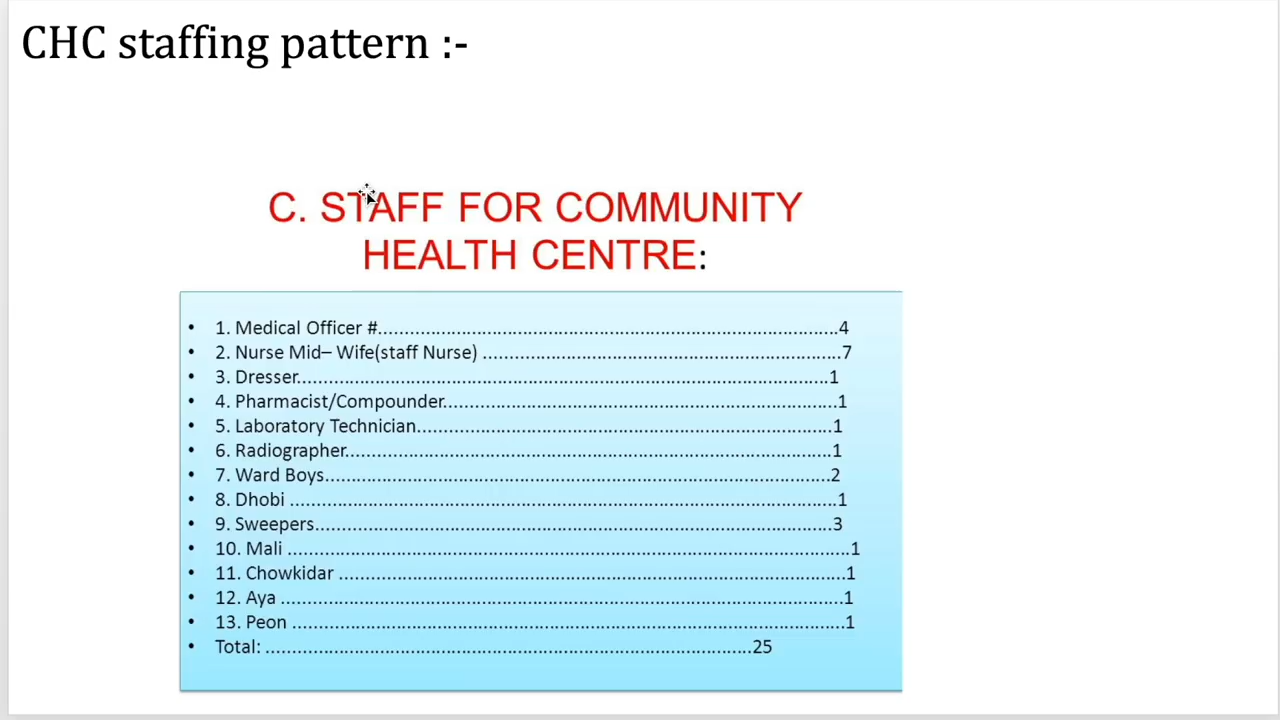 CHC staffing pattern :-
C. STAFF FOR COMMUNITY
HEALTH CENTRE:
• 1. Medical Officer #.......................................................................................4
• 2. Nurse Mid– Wife(staff Nurse) ....................................................................7
• 3. Dresser....................................................................................................1
• 4. Pharmacist/Compounder..........................................................................1
• 5. Laboratory Technician...............................................................................1
• 6. Radiographer............................................................................................1
• 7. Ward Boys................................................................................................2
• 8. Dhobi ........................................................................................................1
• 9. Sweepers..................................................................................................3
• 10. Mali ..........................................................................................................1
• 11. Chowkidar ................................................................................................1
• 12. Aya ...........................................................................................................1
• 13. Peon .........................................................................................................1
• Total: ............................................................................................25